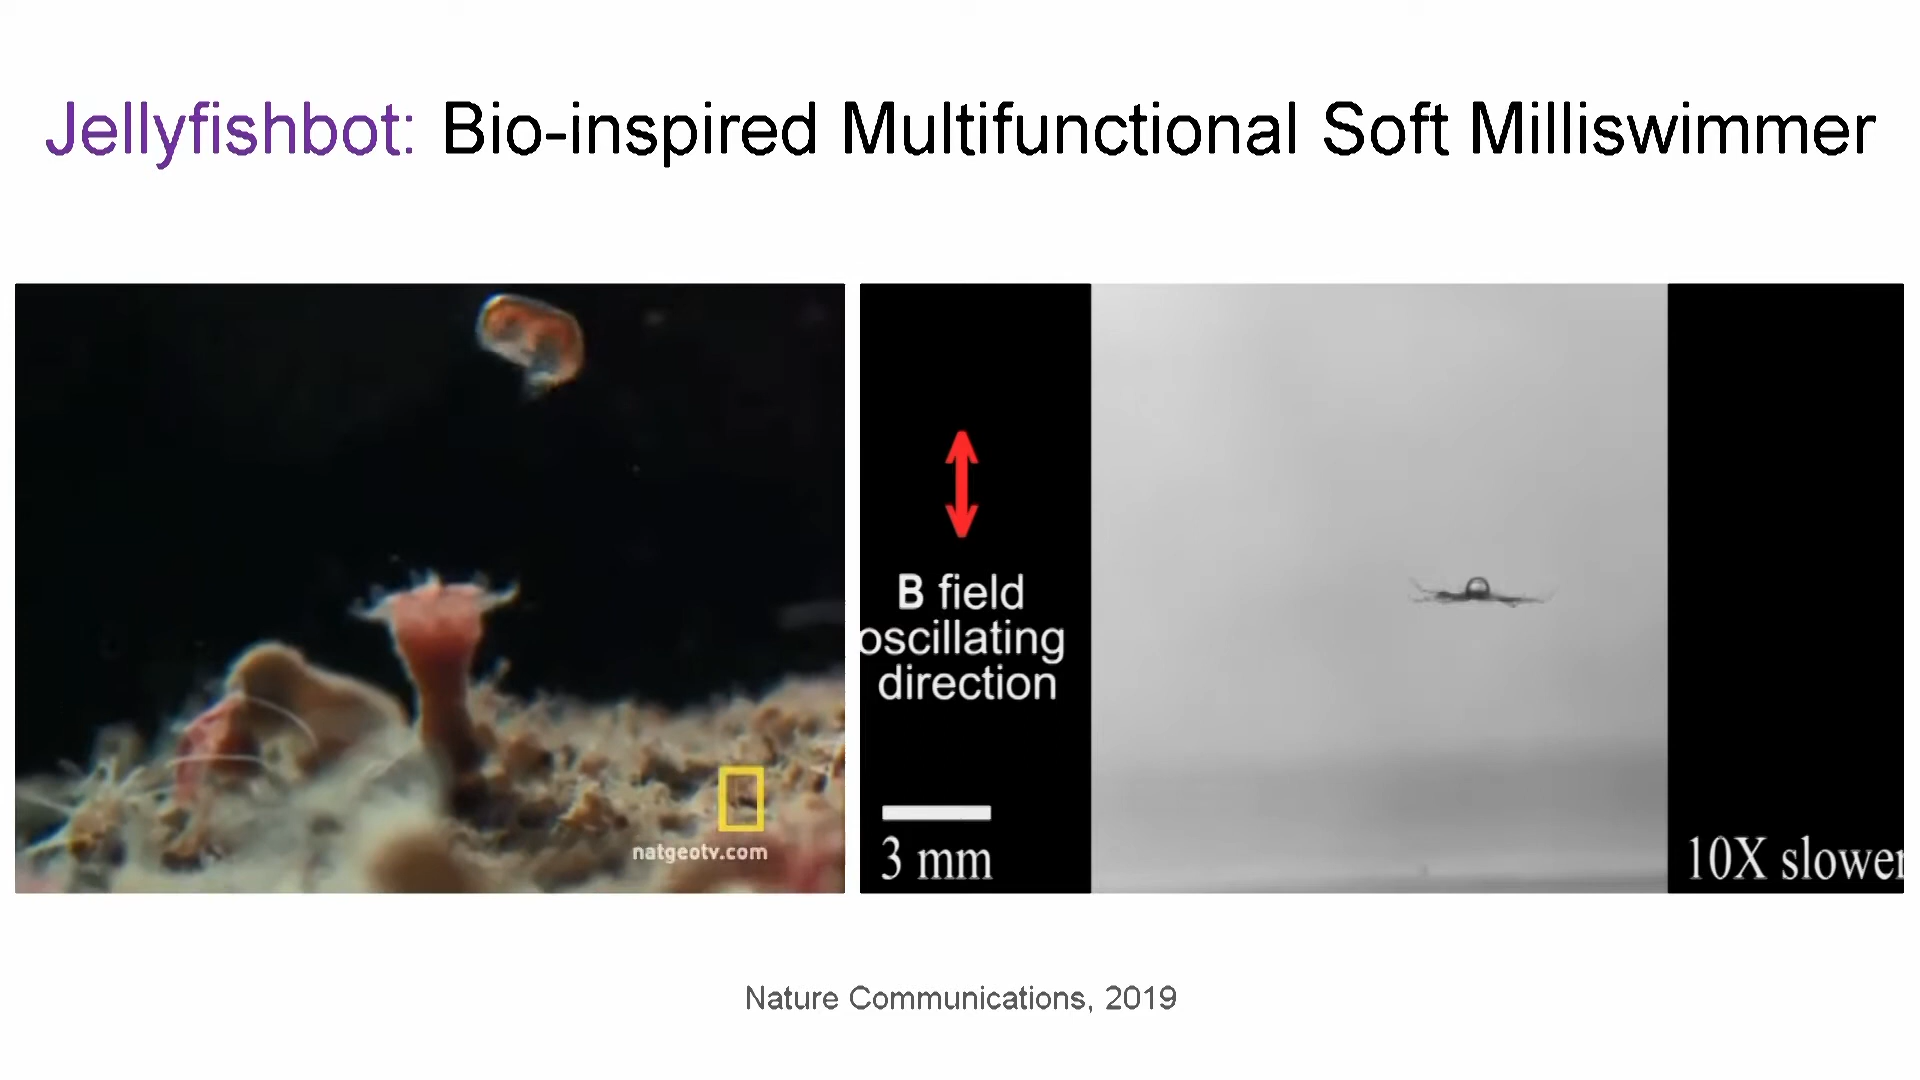 Jellyfishbot: Bio-inspired Multifunctional Soft Milliswimmer
natgeotv.com
B field
oscillating
direction
3 mm
10X slower
Nature Communications, 2019